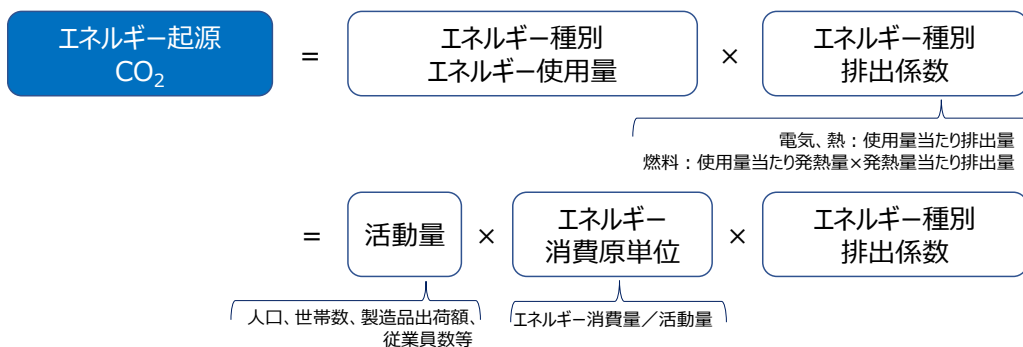 エネルギー起源
CO₂
=
エネルギー種別
エネルギー使用量
×
エネルギー種別
排出係数
電気、熱：使用量当たり排出量
燃料：使用量当たり発熱量×発熱量当たり排出量
=
活動量
×
エネルギー
消費原単位
×
エネルギー種別
排出係数
人口、世帯数、製造品出荷額、
従業員数等
エネルギー消費量／活動量